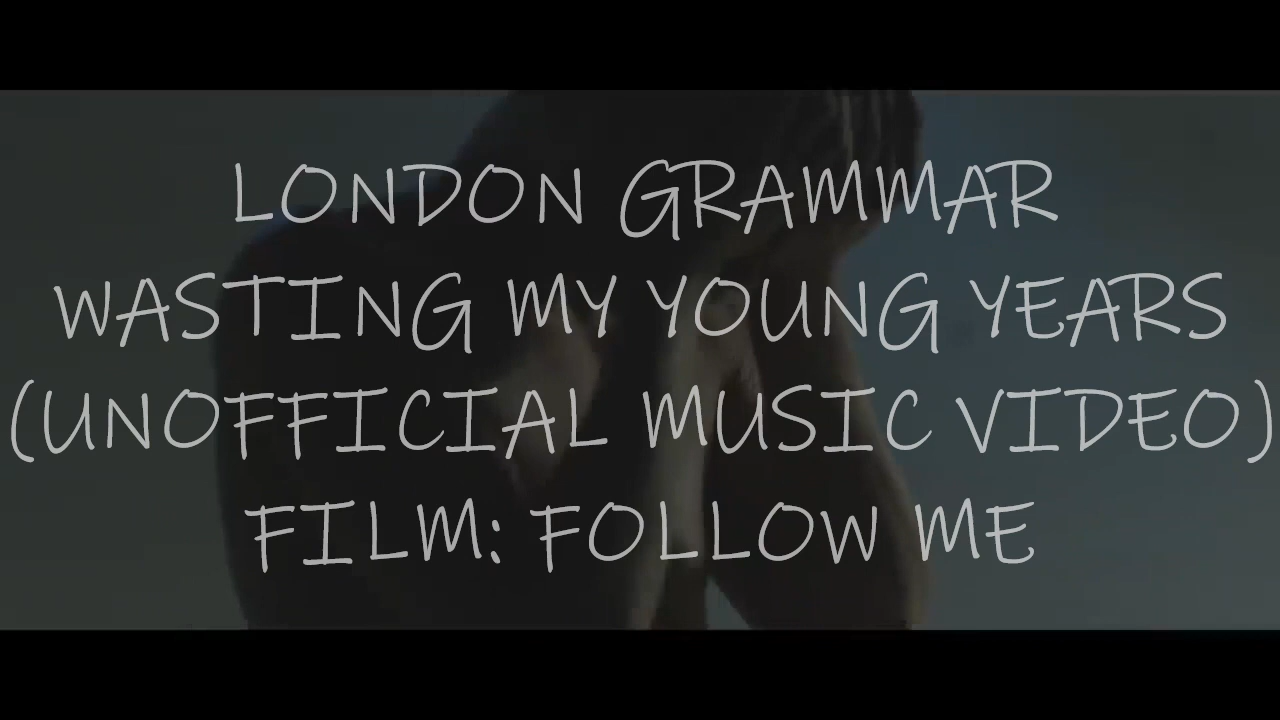 LONDON GRAMMAR
WASTING MY YOUNG YEARS
(UNOFFICIAL MUSIC VIDEO)
FILM: FOLLOW ME